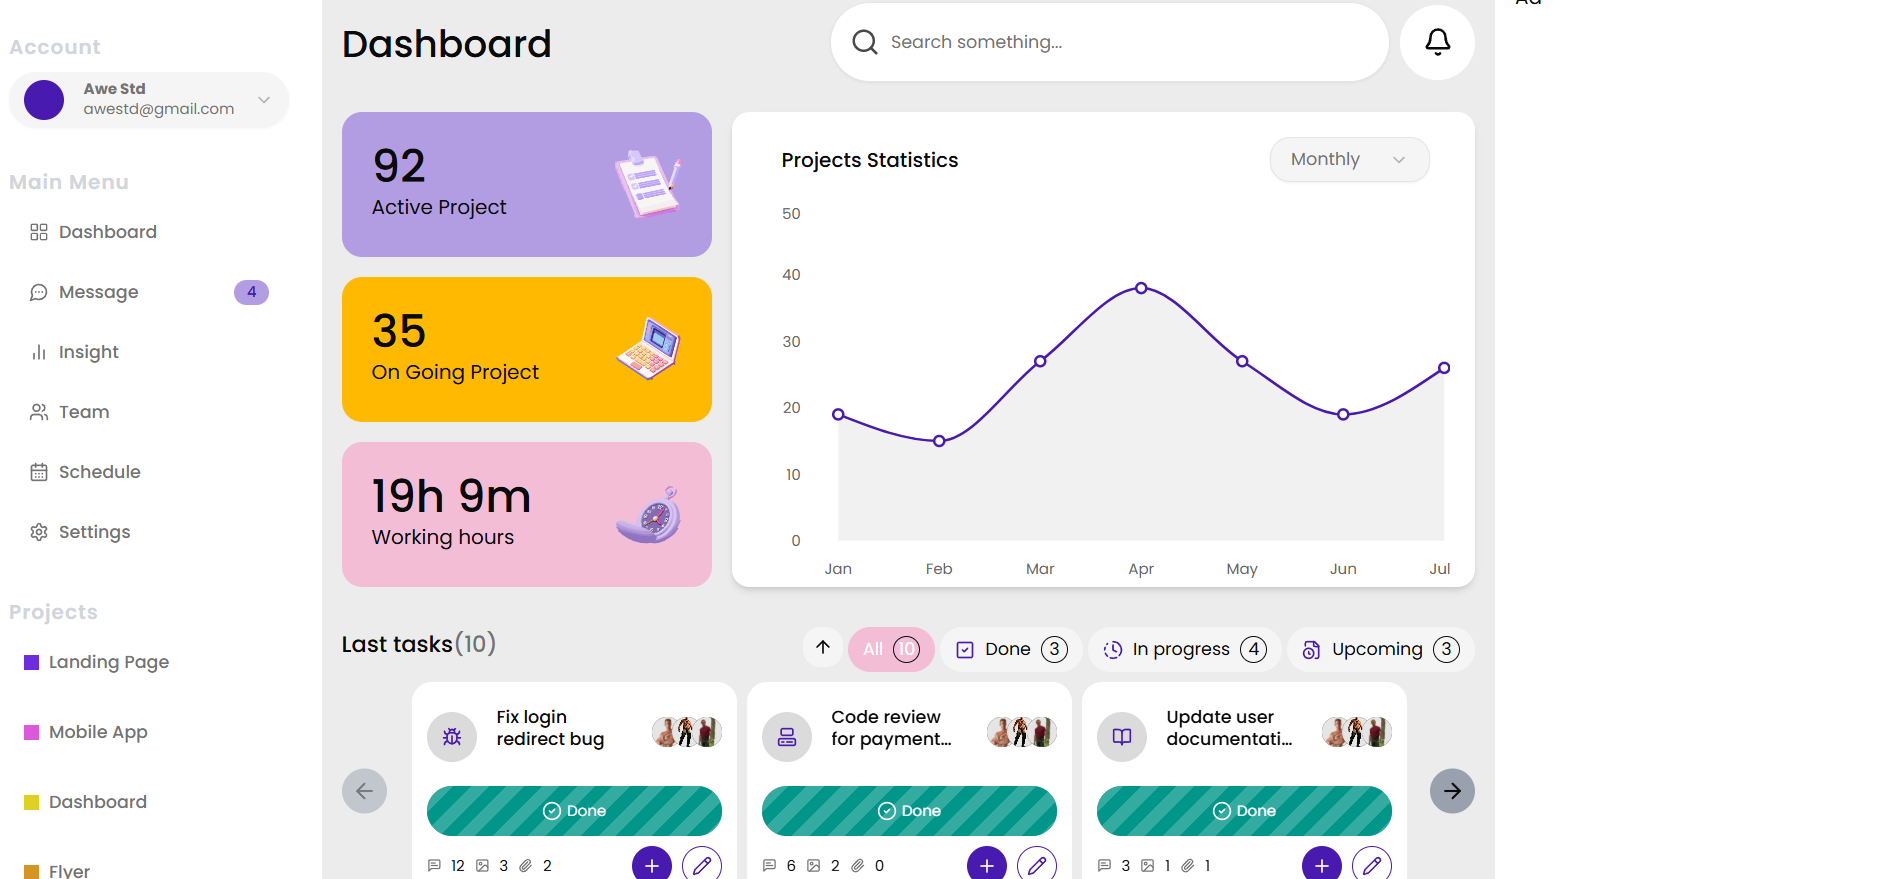 Account
Awe Std
awestd@gmail.com
Main Menu
Dashboard
Message 4
Insight
Team
Schedule
Settings
Projects
Landing Page
Mobile App
Dashboard
Flyer
Dashboard
Search something...
92
Active Project
35
On Going Project
19h 9m
Working hours
Projects Statistics
Monthly
50
40
30
20
10
0
Jan Feb Mar Apr May Jun Jul
Last tasks(10)
All 10
Done 3
In progress 4
Upcoming 3
Fix login
redirect bug
Done
12 3 2
Code review
for payment...
Done
6 2 0
Update user
documentati...
Done
3 1 1